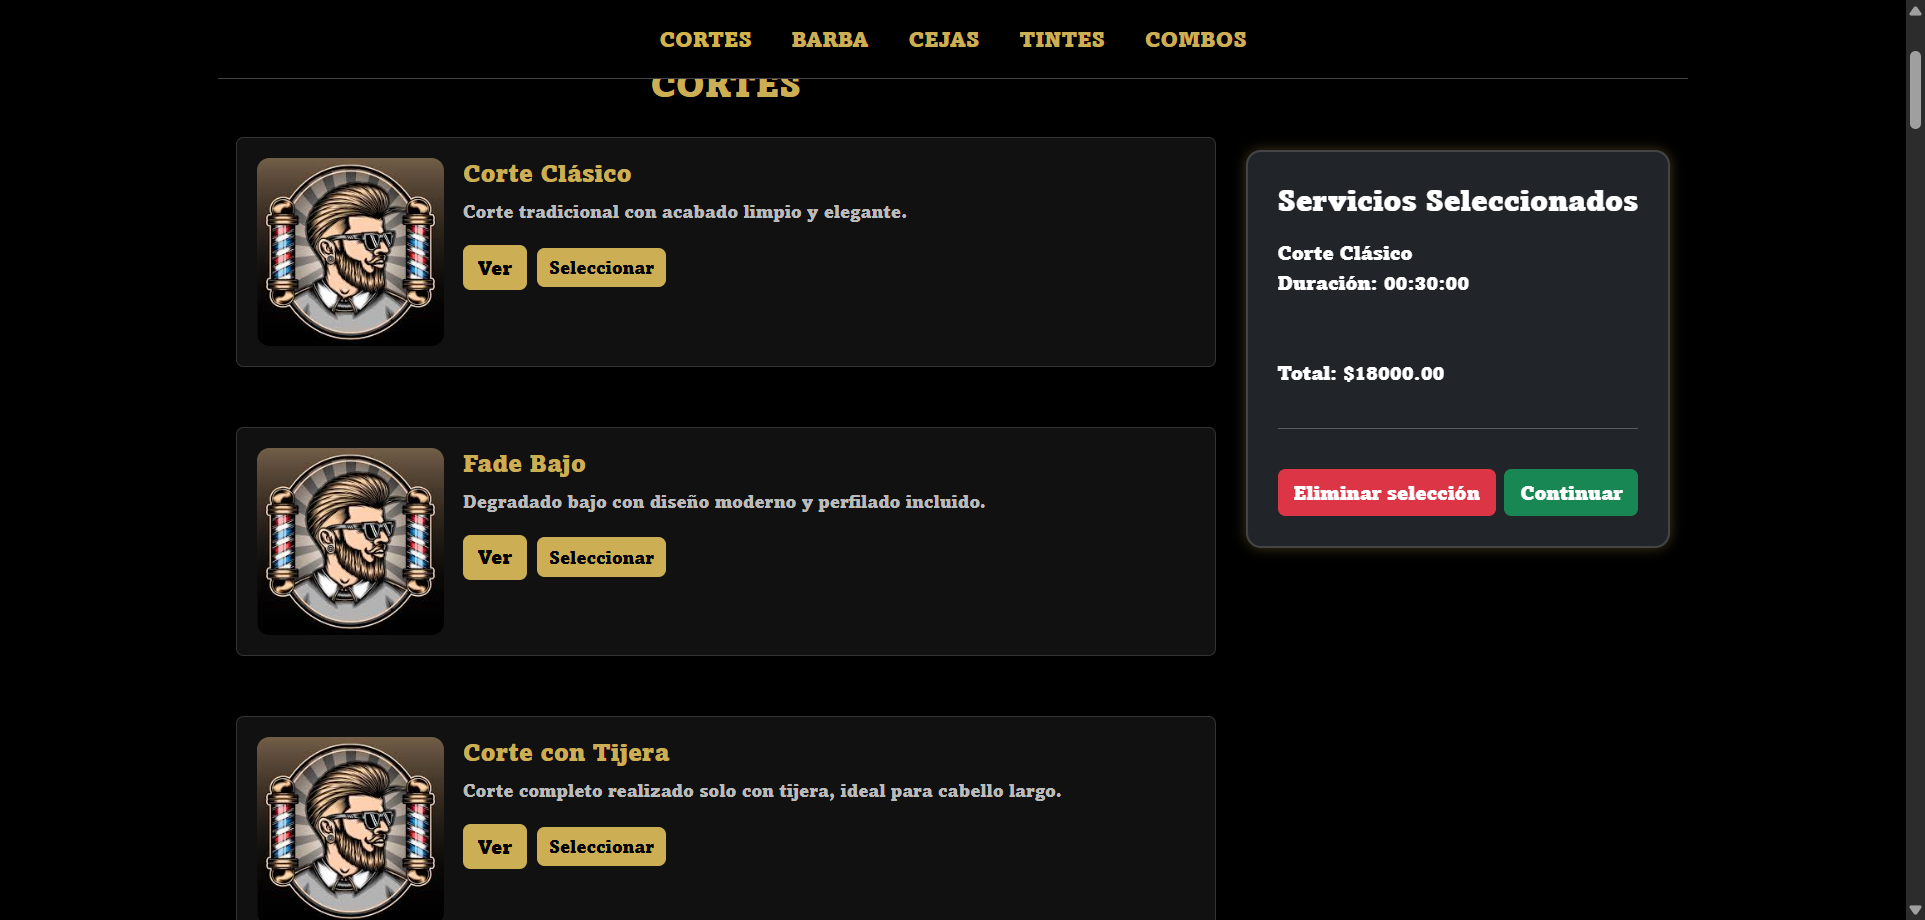 CORTES BARBA CEJAS TINTES COMBOS
CORTES
Corte Clásico
Corte tradicional con acabado limpio y elegante.
Ver Seleccionar
Fade Bajo
Degradado bajo con diseño moderno y perfilado incluido.
Ver Seleccionar
Corte con Tijera
Corte completo realizado solo con tijera, ideal para cabello largo.
Ver Seleccionar
Servicios Seleccionados
Corte Clásico
Duración: 00:30:00
Total: $18000.00
Eliminar selección Continuar